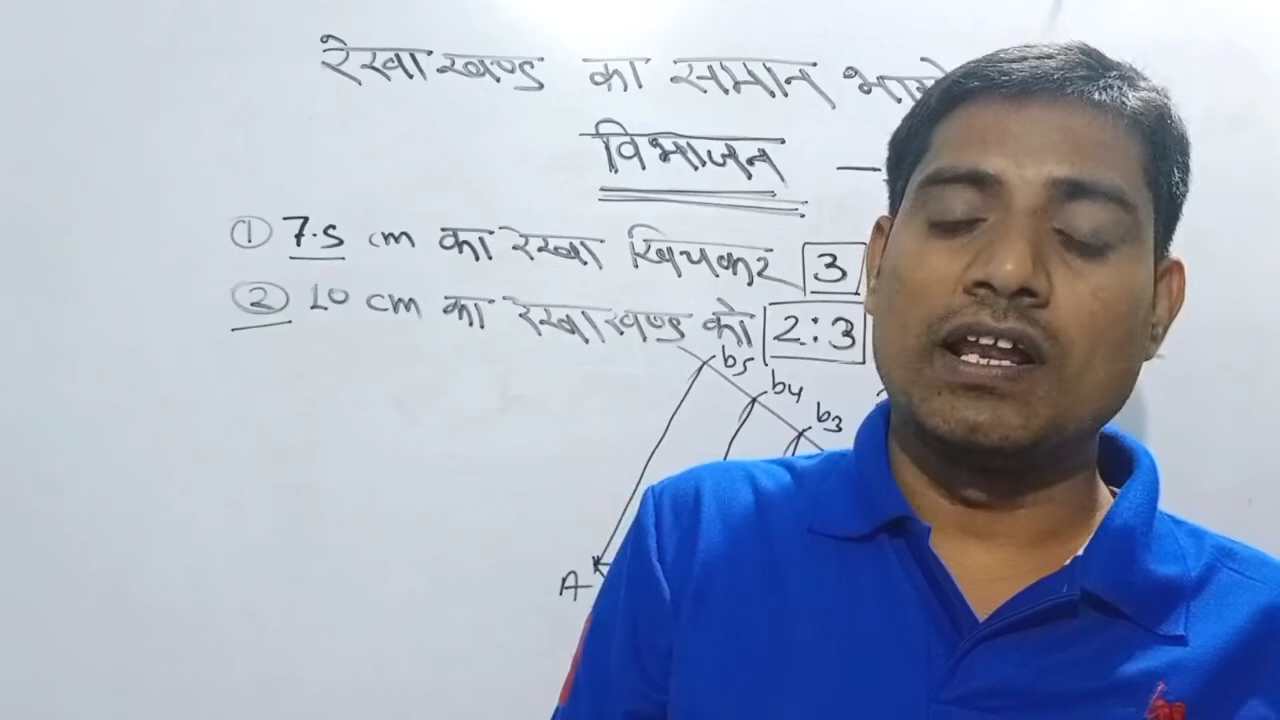 रेखाखण्ड का समान
विभाजन —
① 7.5 cm का रेखा खिचकर 3
② 10 cm का रेखाखण्ड को 2:3
b5
b4
b3
A